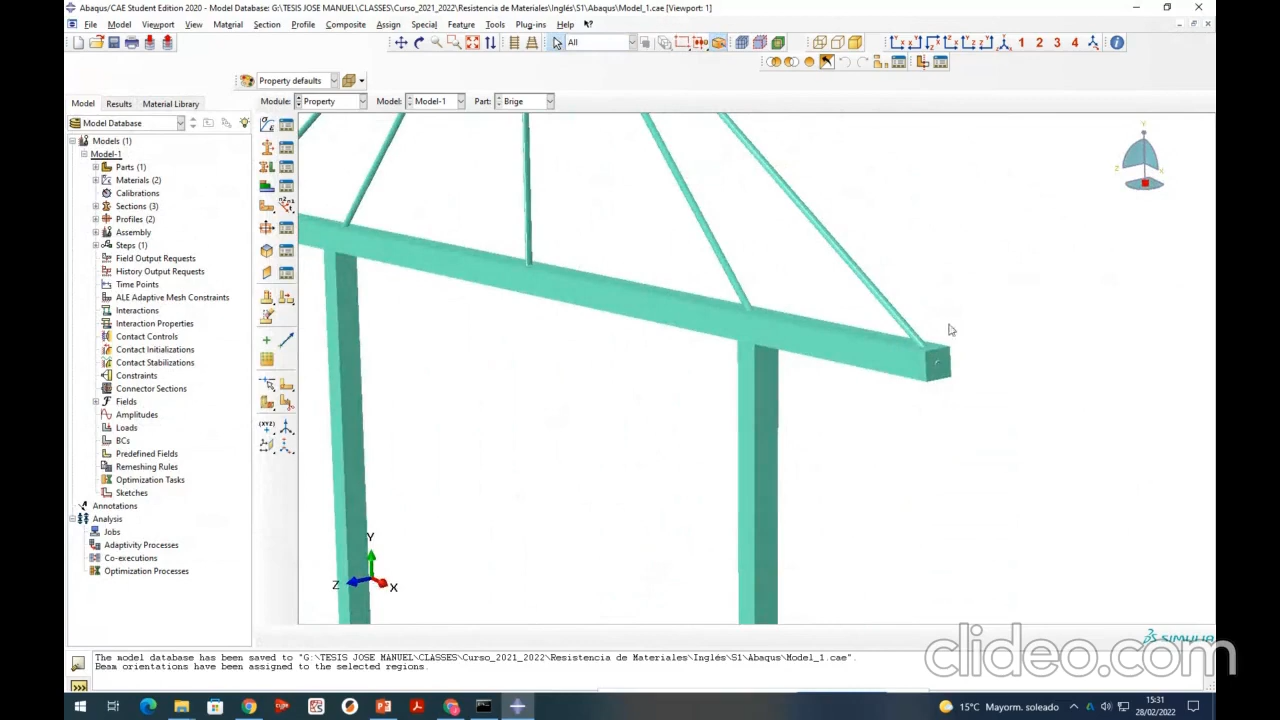 Abaqus/CAE Student Edition 2020 - Model Database: G:\TESIS JOSE MANUEL\CLASSES\Curso_2021_2022\Resistencia de Materiales\Inglés\S1\Abaqus\Model_1.cae [Viewport: 1]
File Model Viewport View Material Section Profile Composite Assign Special Feature Tools Plug-ins Help
All 1 2 3 4
Property defaults
Model Results Material Library Module: Property Model: Model-1 Part: Brige
Model Database
Models (1)
Model-1
Parts (1)
Materials (2)
Calibrations
Sections (3)
Profiles (2)
Assembly
Steps (1)
Field Output Requests
History Output Requests
Time Points
ALE Adaptive Mesh Constraints
Interactions
Interaction Properties
Contact Controls
Contact Initializations
Contact Stabilizations
Constraints
Connector Sections
Fields
Amplitudes
Loads
BCs
Predefined Fields
Remeshing Rules
Optimization Tasks
Sketches
Annotations
Analysis
Jobs
Adaptivity Processes
Co-executions
Optimization Processes
(XYZ)
Y
Z
X
Y
Z
X
The model database has been saved to "G:\TESIS JOSE MANUEL\CLASSES\Curso_2021_2022\Resistencia de Materiales\Inglés\S1\Abaqus\Model_1.cae".
Beam orientations have been assigned to the selected regions.
clideo.com
15°C Mayorm. soleado
15:31
28/02/2022